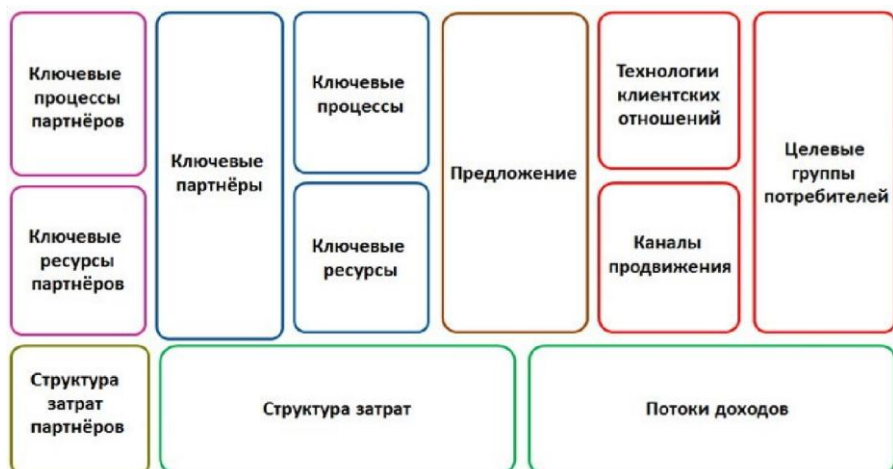 Ключевые
процессы
партнёров
Ключевые
ресурсы
партнёров
Ключевые
партнёры
Ключевые
процессы
Ключевые
ресурсы
Предложение
Технологии
клиентских
отношений
Каналы
продвижения
Целевые
группы
потребителей
Структура
затрат
партнёров
Структура затрат
Потоки доходов